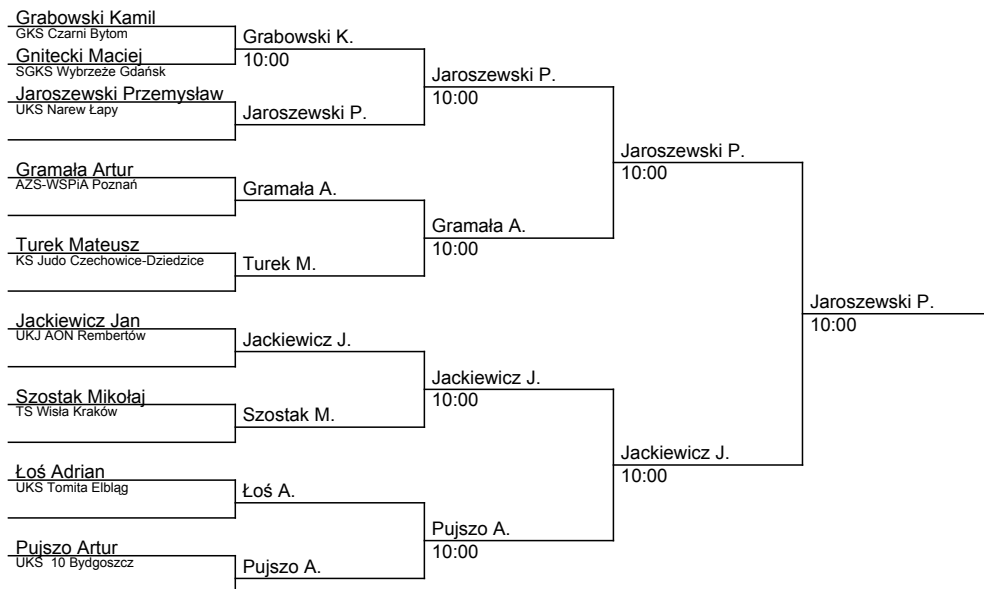 Grabowski Kamil
GKS Czarni Bytom
Gnitecki Maciej
SGKS Wybrzeże Gdańsk
Jaroszewski Przemysław
UKS Narew Łapy
Gramała Artur
AZS-WSPiA Poznań
Turek Mateusz
KS Judo Czechowice-Dziedzice
Jackiewicz Jan
UKJ AON Rembertów
Szostak Mikołaj
TS Wisła Kraków
Łoś Adrian
UKS Tomita Elbląg
Pujszo Artur
UKS 10 Bydgoszcz
Grabowski K.
10:00
Jaroszewski P.
Gramała A.
Turek M.
Jackiewicz J.
Szostak M.
Łoś A.
Pujszo A.
Jaroszewski P.
10:00
Gramała A.
10:00
Jackiewicz J.
10:00
Pujszo A.
10:00
Jaroszewski P.
10:00
Jackiewicz J.
10:00
Jaroszewski P.
10:00